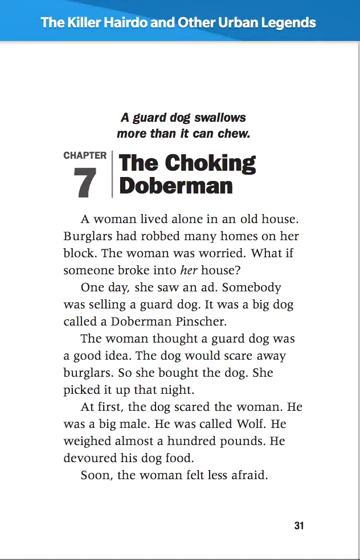 The Killer Hairdo and Other Urban Legends
A guard dog swallows
more than it can chew.
CHAPTER
7
The Choking
Doberman
A woman lived alone in an old house.
Burglars had robbed many homes on her
block. The woman was worried. What if
someone broke into her house?
One day, she saw an ad. Somebody
was selling a guard dog. It was a big dog
called a Doberman Pinscher.
The woman thought a guard dog was
a good idea. The dog would scare away
burglars. So she bought the dog. She
picked it up that night.
At first, the dog scared the woman. He
was a big male. He was called Wolf. He
weighed almost a hundred pounds. He
devoured his dog food.
Soon, the woman felt less afraid.
31